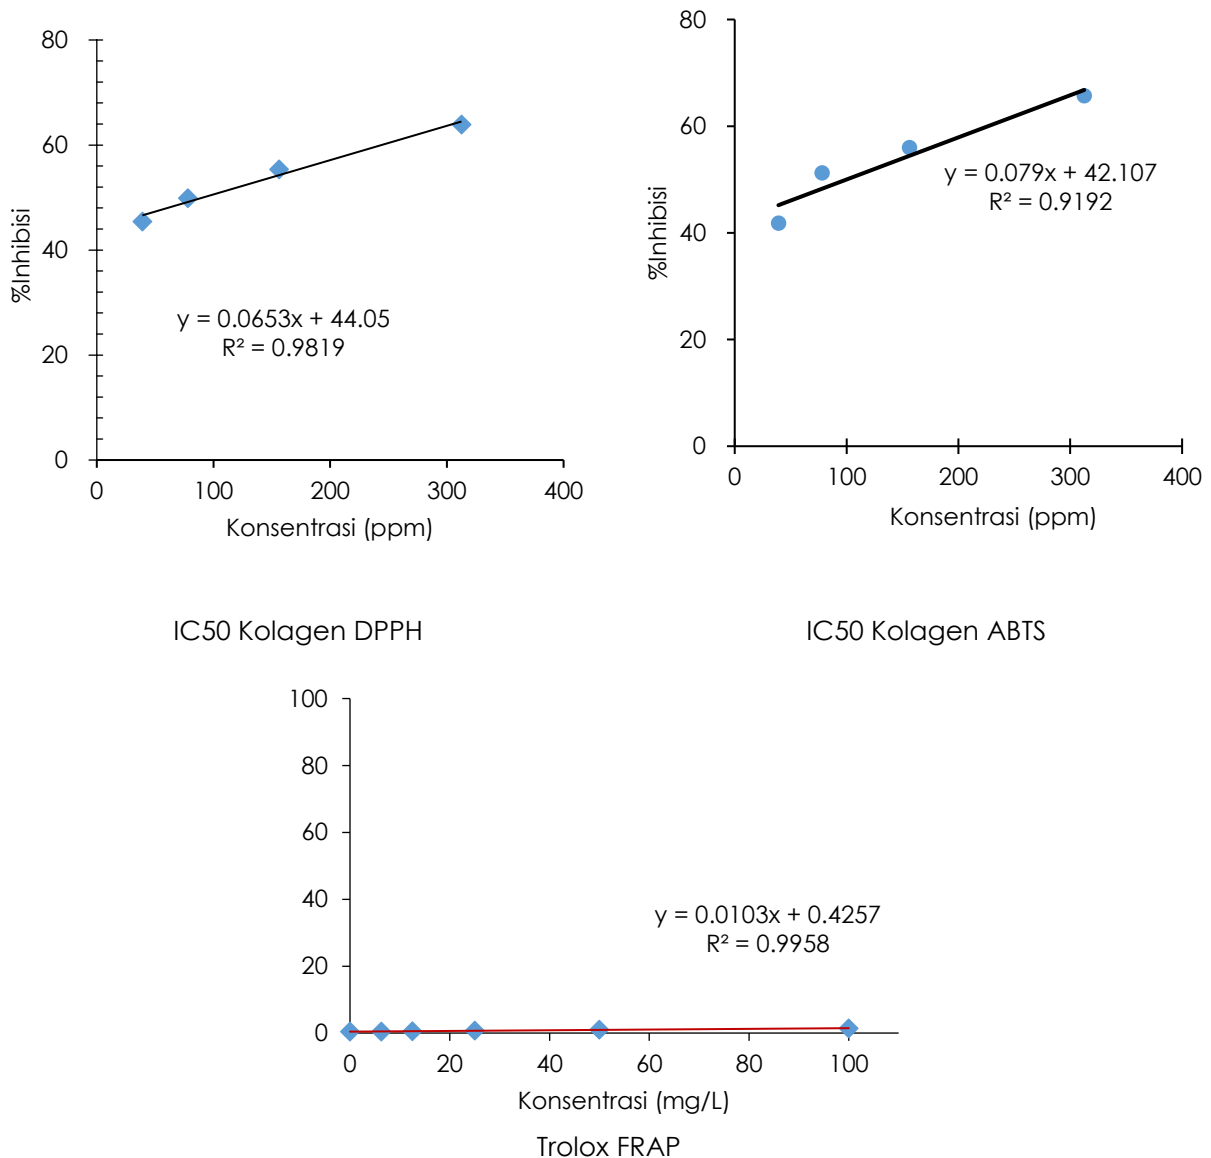 80
60
40
20
0
%Inhibisi
y = 0.0653x + 44.05
R² = 0.9819
0 100 200 300 400
Konsentrasi (ppm)
IC50 Kolagen DPPH
80
60
40
20
0
%Inhibisi
y = 0.079x + 42.107
R² = 0.9192
0 100 200 300 400
Konsentrasi (ppm)
IC50 Kolagen ABTS
100
80
60
40
20
0
y = 0.0103x + 0.4257
R² = 0.9958
0 20 40 60 80 100
Konsentrasi (mg/L)
Trolox FRAP